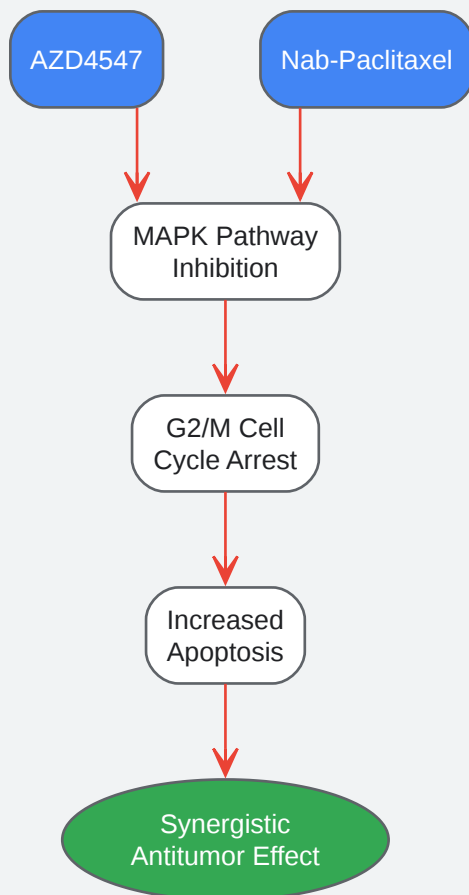 AZD4547
Nab-Paclitaxel
MAPK Pathway
Inhibition
G2/M Cell
Cycle Arrest
Increased
Apoptosis
Synergistic
Antitumor Effect